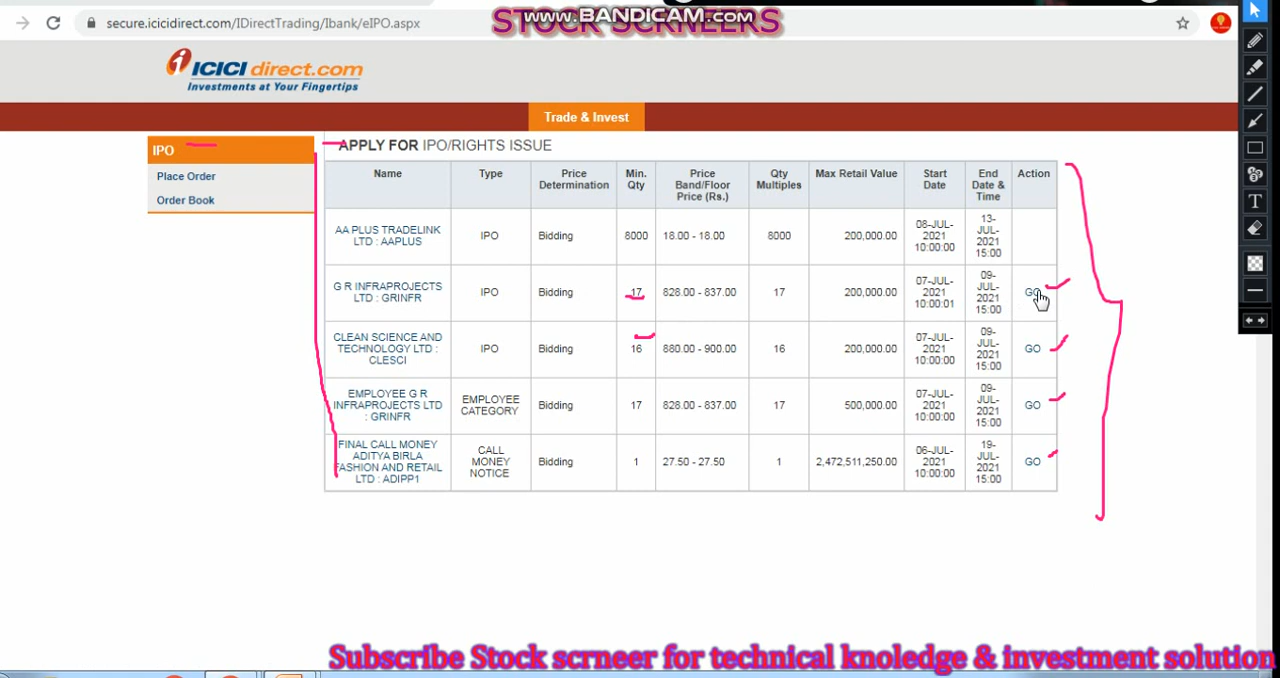 secure.icicidirect.com/IDirectTrading/Ibank/eIPO.aspx
www.BANDICAM.com
STOCK SCRNEERS
ICICI direct.com
Investments at Your Fingertips
Trade & Invest
IPO
Place Order
Order Book
APPLY FOR IPO/RIGHTS ISSUE
Name Type Price Determination Min. Qty Price Band/Floor Price (Rs.) Qty Multiples Max Retail Value Start Date End Date & Time Action
AA PLUS TRADELINK LTD : AAPLUS IPO Bidding 8000 18.00 - 18.00 8000 200,000.00 08-JUL-2021 10:00:00 13-JUL-2021 15:00
G R INFRAPROJECTS LTD : GRINFR IPO Bidding 17 828.00 - 837.00 17 200,000.00 07-JUL-2021 10:00:01 09-JUL-2021 15:00 GO
CLEAN SCIENCE AND TECHNOLOGY LTD : CLESCI IPO Bidding 16 880.00 - 900.00 16 200,000.00 07-JUL-2021 10:00:00 09-JUL-2021 15:00 GO
EMPLOYEE G R INFRAPROJECTS LTD : GRINFR EMPLOYEE CATEGORY Bidding 17 828.00 - 837.00 17 500,000.00 07-JUL-2021 10:00:00 09-JUL-2021 15:00 GO
FINAL CALL MONEY ADITYA BIRLA FASHION AND RETAIL LTD : ADIPP1 CALL MONEY NOTICE Bidding 1 27.50 - 27.50 1 2,472,511,250.00 06-JUL-2021 10:00:00 19-JUL-2021 15:00 GO
Subscribe Stock scrneer for technical knoledge & investment solution